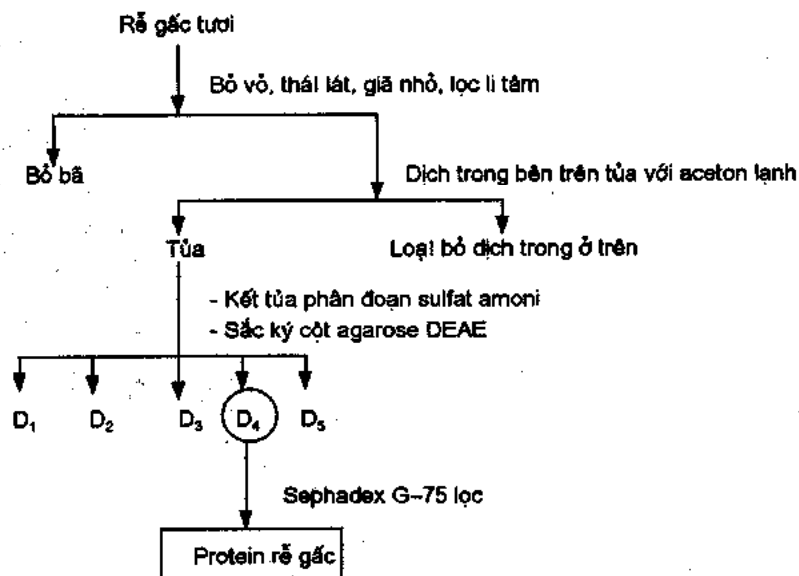 Rễ gấc tươi
Bỏ vỏ, thái lát, giã nhỏ, lọc li tâm
Bỏ bã
Dịch trong bên trên tủa với aceton lạnh
Tủa
Loại bỏ dịch trong ở trên
- Kết tủa phân đoạn sulfat amoni
- Sắc ký cột agarose DEAE
D₁ D₂ D₃ D₄ D₅
Sephadex G-75 lọc
Protein rễ gấc